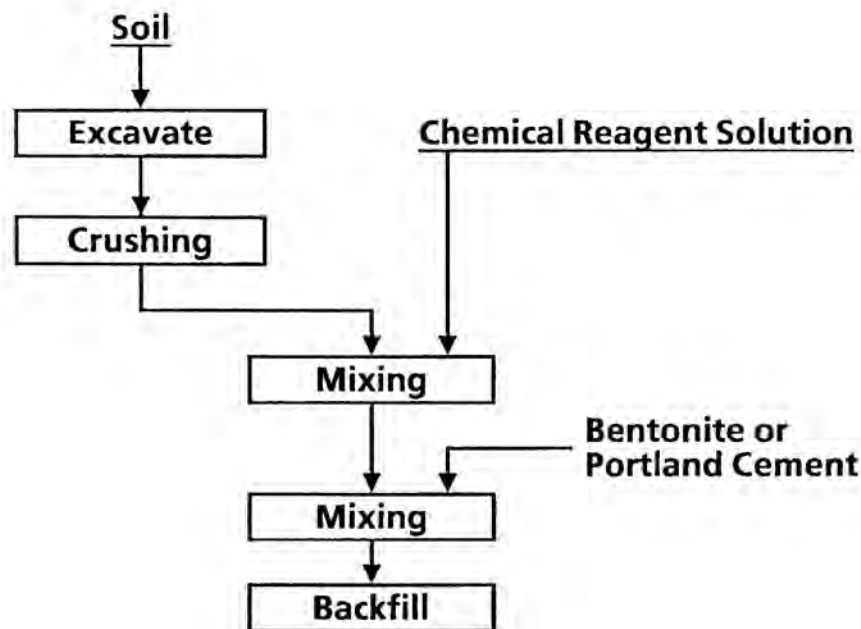 Soil
Excavate
Chemical Reagent Solution
Crushing
Mixing
Bentonite or
Portland Cement
Mixing
Backfill